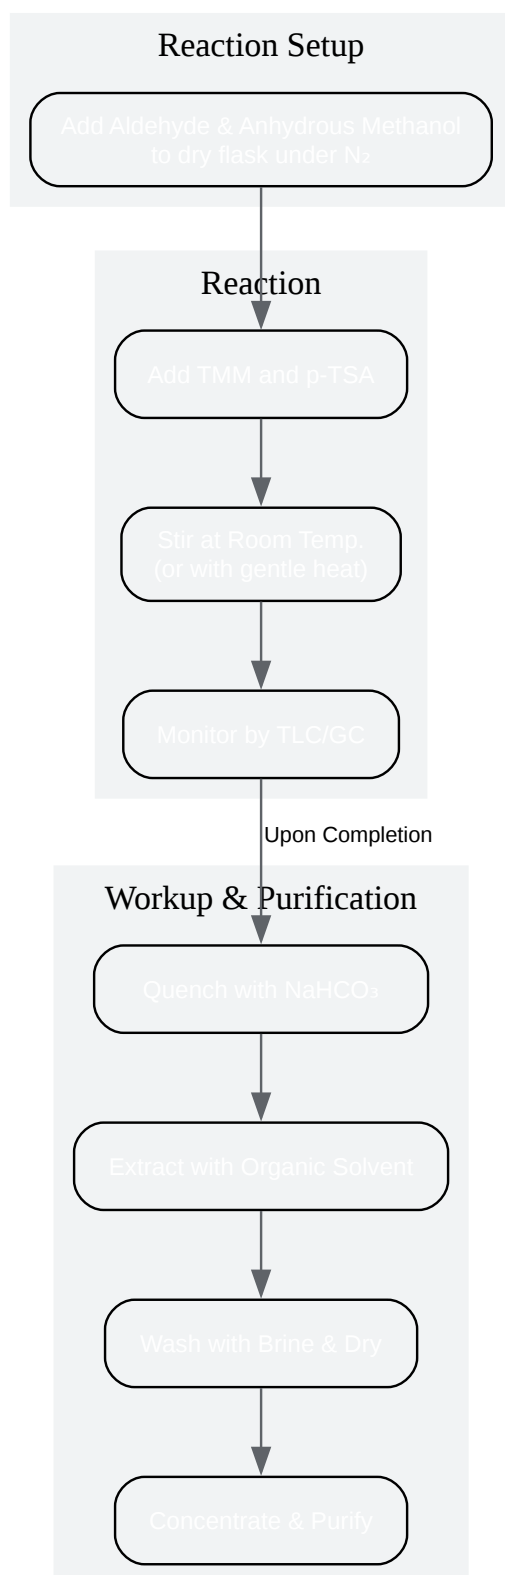 Reaction Setup
Add Aldehyde & Anhydrous Methanol
to dry flask under N₂
Reaction
Add TMM and p-TSA
Stir at Room Temp.
(or with gentle heat)
Monitor by TLC/GC
Upon Completion
Workup & Purification
Quench with NaHCO₃
Extract with Organic Solvent
Wash with Brine & Dry
Concentrate & Purify